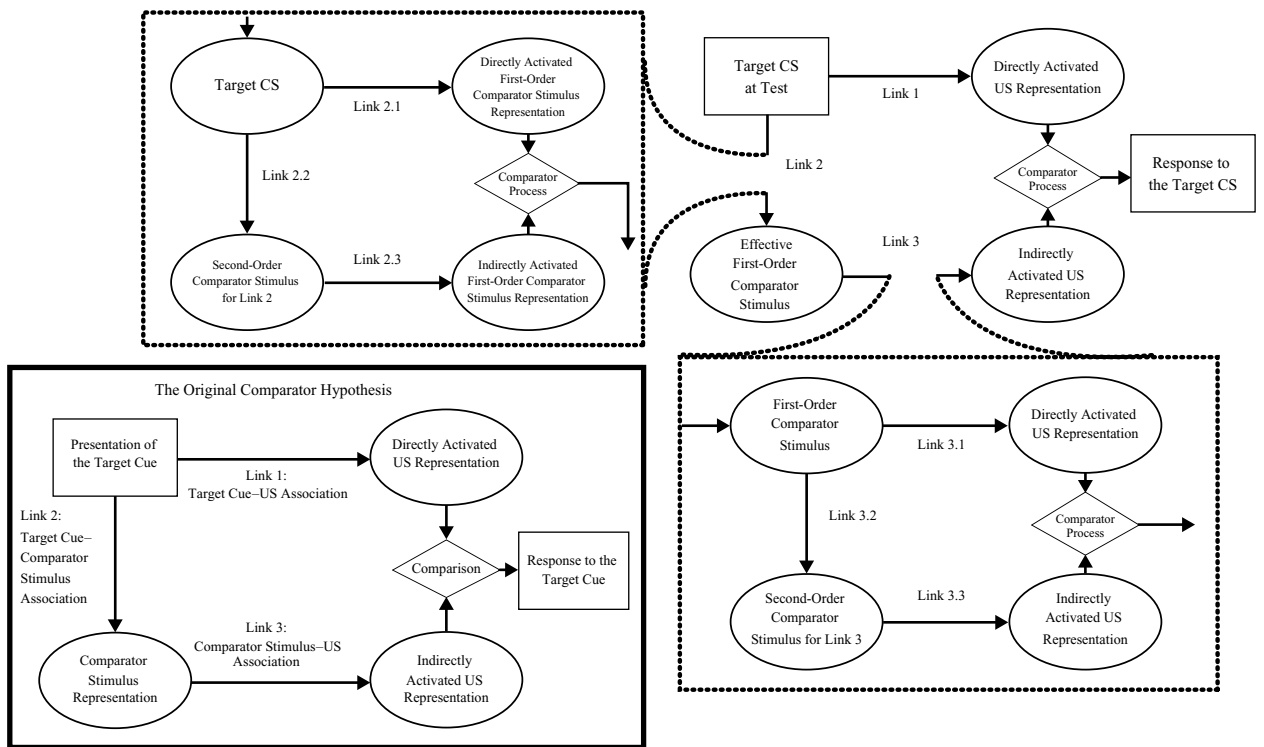 Target CS
Link 2.1
Directly Activated
First-Order
Comparator Stimulus
Representation
Link 2.2
Comparator
Process
Second-Order
Comparator Stimulus
for Link 2
Link 2.3
Indirectly Activated
First-Order Comparator
Stimulus Representation
Target CS
at Test
Link 1
Directly Activated
US Representation
Link 2
Comparator
Process
Response to
the Target CS
Effective
First-Order
Comparator
Stimulus
Link 3
Indirectly
Activated US
Representation
The Original Comparator Hypothesis
Presentation of
the Target Cue
Link 1:
Target Cue–US Association
Directly Activated
US Representation
Link 2:
Target Cue–
Comparator
Stimulus
Association
Comparison
Response to the
Target Cue
Comparator
Stimulus
Representation
Link 3:
Comparator Stimulus–US
Association
Indirectly
Activated US
Representation
First-Order
Comparator
Stimulus
Link 3.1
Directly Activated
US Representation
Link 3.2
Comparator
Process
Second-Order
Comparator
Stimulus for Link 3
Link 3.3
Indirectly
Activated US
Representation